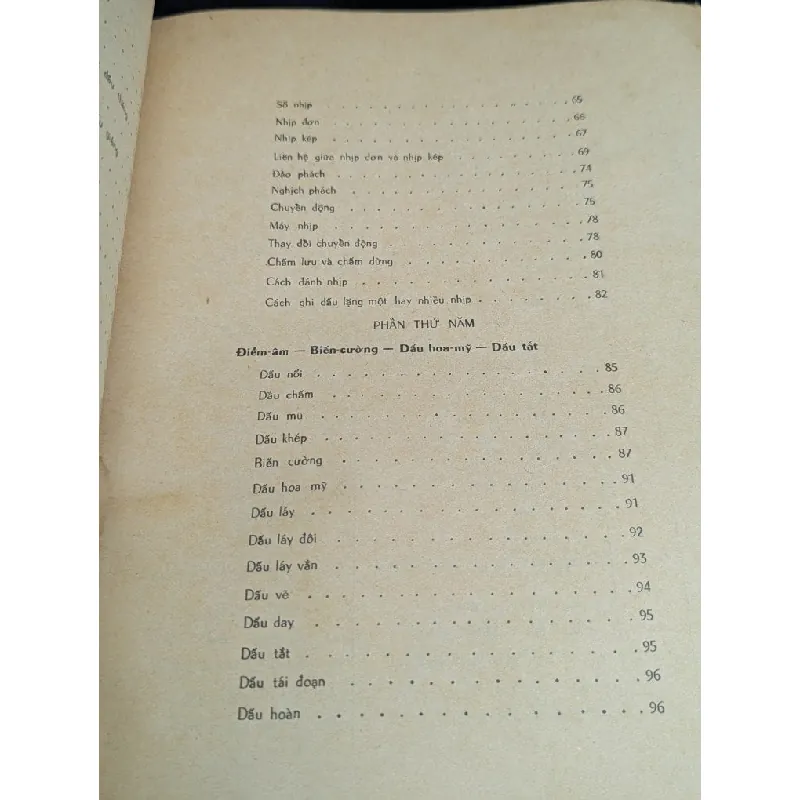 Số nhịp . . . . . . . . . . . . . . . . . . 65
Nhịp đơn . . . . . . . . . . . . . . . . . . 66
Nhịp kép . . . . . . . . . . . . . . . . . . 67
Liên hệ giữa nhịp đơn và nhịp kép . . . . . . . . . 69
Đảo phách . . . . . . . . . . . . . . . . . 74
Nghịch phách . . . . . . . . . . . . . . . . 75
Chuyển động . . . . . . . . . . . . . . . . 76
Máy nhịp . . . . . . . . . . . . . . . . . 78
Thay đổi chuyển động . . . . . . . . . . . . . 78
Chấm lưu và chấm dừng . . . . . . . . . . . . 80
Cách đánh nhịp . . . . . . . . . . . . . . . 81
Cách ghi dấu lặng một hay nhiều nhịp . . . . . . . . 82
PHẦN THỨ NĂM
Điểm-âm — Biến-cường — Dấu hoa-mỹ — Dấu tắt
Dấu nối . . . . . . . . . . . . . . . . . 85
Dấu chấm . . . . . . . . . . . . . . . . 86
Dấu mũ . . . . . . . . . . . . . . . . . 86
Dấu khép . . . . . . . . . . . . . . . . 87
Biến cường . . . . . . . . . . . . . . . 87
Dấu hoa mỹ . . . . . . . . . . . . . . . 91
Dấu láy . . . . . . . . . . . . . . . . . 91
Dấu láy đôi . . . . . . . . . . . . . . . 92
Dấu láy vắn . . . . . . . . . . . . . . . 93
Dấu vê . . . . . . . . . . . . . . . . . 94
Dấu day . . . . . . . . . . . . . . . . . 95
Dấu tắt . . . . . . . . . . . . . . . . . 95
Dấu tái đoạn . . . . . . . . . . . . . . . 96
Dấu hoàn . . . . . . . . . . . . . . . . 96